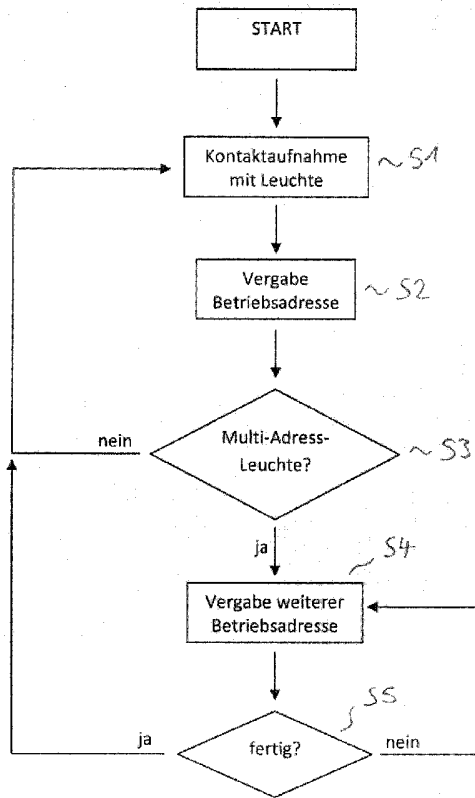 START
Kontaktaufnahme
mit Leuchte
~S1
Vergabe
Betriebsadresse
~S2
Multi-Adress-
Leuchte?
~S3
nein
ja
S4
Vergabe weiterer
Betriebsadresse
S5
fertig?
ja
nein